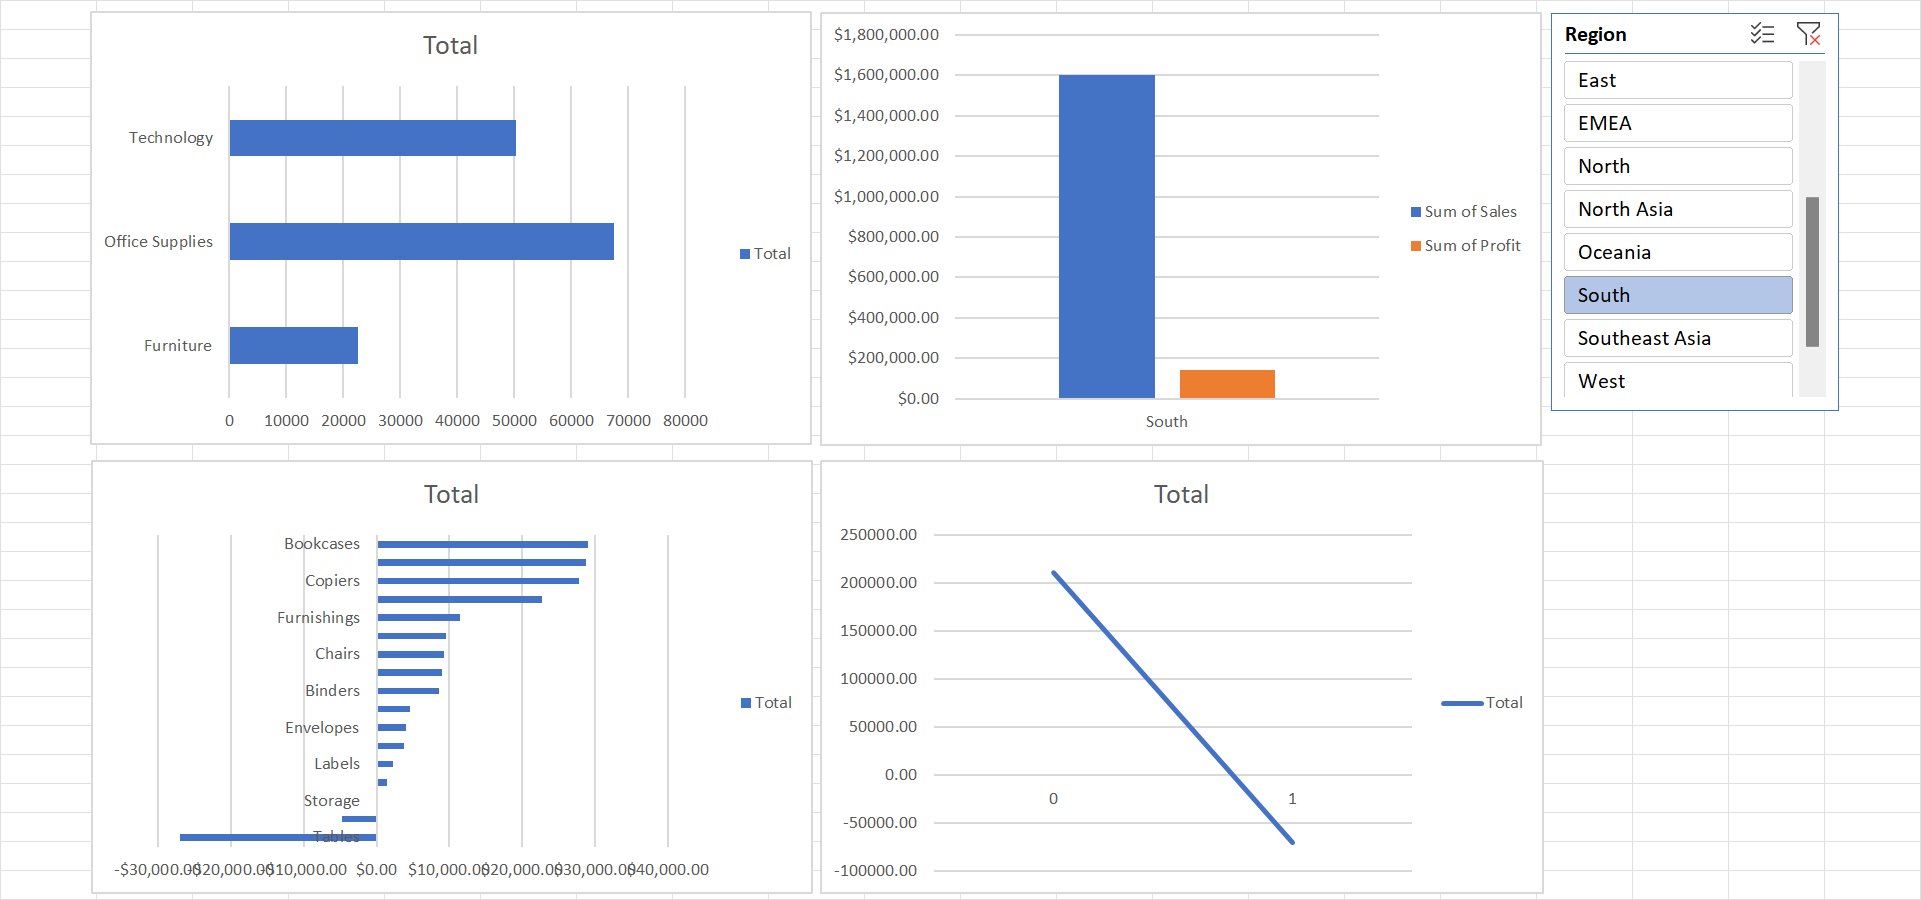 Total
Technology
Office Supplies
Furniture
0 10000 20000 30000 40000 50000 60000 70000 80000
Total
$1,800,000.00
$1,600,000.00
$1,400,000.00
$1,200,000.00
$1,000,000.00
$800,000.00
$600,000.00
$400,000.00
$200,000.00
$0.00
South
Sum of Sales
Sum of Profit
Region
East
EMEA
North
North Asia
Oceania
South
Southeast Asia
West
Total
Bookcases
Copiers
Furnishings
Chairs
Binders
Envelopes
Labels
Storage
Tables
-$30,000.00 -$20,000.00 -$10,000.00 $0.00 $10,000.00 $20,000.00 $30,000.00 $40,000.00
Total
Total
250000.00
200000.00
150000.00
100000.00
50000.00
0.00
-50000.00
-100000.00
0 1
Total